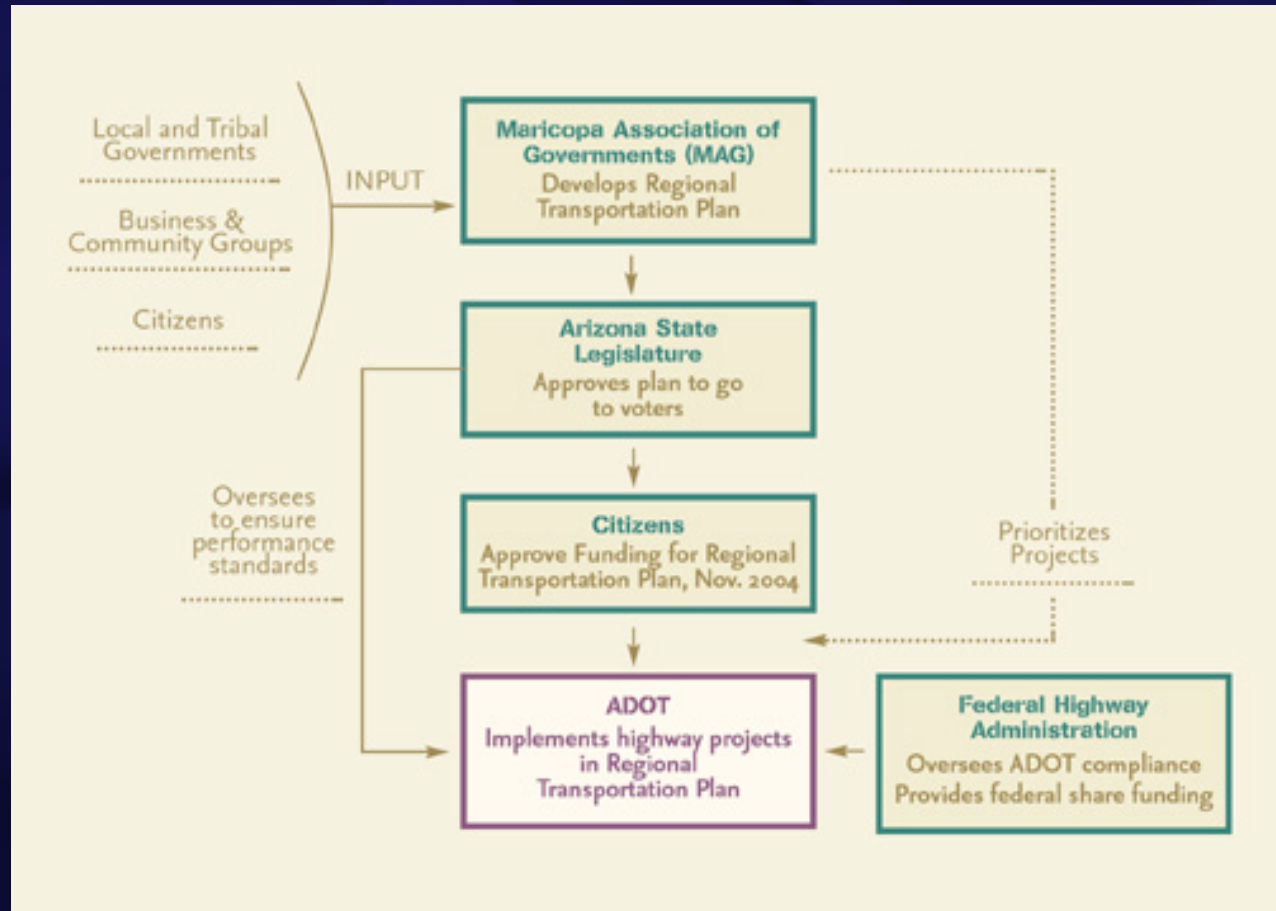 Local and Tribal
Governments
Business &
Community Groups
Citizens
INPUT
Maricopa Association of
Governments (MAG)
Develops Regional
Transportation Plan
Arizona State
Legislature
Approves plan to go
to voters
Oversees
to ensure
performance
standards
Citizens
Approve Funding for Regional
Transportation Plan, Nov. 2004
Prioritizes
Projects
ADOT
Implements highway projects
in Regional
Transportation Plan
Federal Highway
Administration
Oversees ADOT compliance
Provides federal share funding